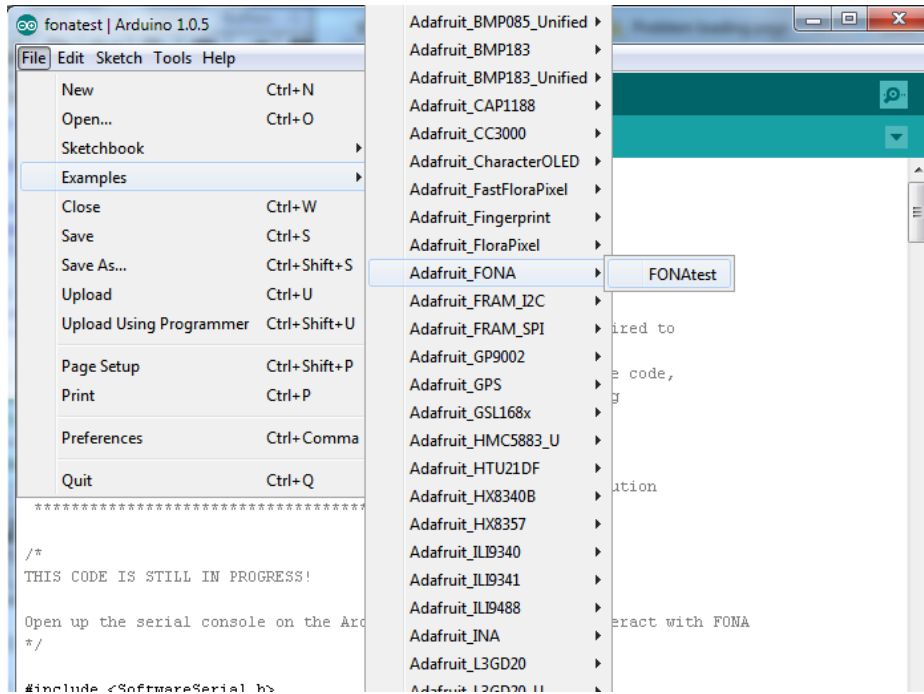 fonatest | Arduino 1.0.5
File Edit Sketch Tools Help
New Ctrl+N
Open... Ctrl+O
Sketchbook
Examples
Close Ctrl+W
Save Ctrl+S
Save As... Ctrl+Shift+S
Upload Ctrl+U
Upload Using Programmer Ctrl+Shift+U
Page Setup Ctrl+Shift+P
Print Ctrl+P
Preferences Ctrl+Comma
Quit Ctrl+Q
Adafruit_BMP085_Unified
Adafruit_BMP183
Adafruit_BMP183_Unified
Adafruit_CAP1188
Adafruit_CC3000
Adafruit_CharacterOLED
Adafruit_FastFloraPixel
Adafruit_Fingerprint
Adafruit_FloraPixel
Adafruit_FONA
Adafruit_FRAM_I2C
Adafruit_FRAM_SPI
Adafruit_GP9002
Adafruit_GPS
Adafruit_GSL168x
Adafruit_HMC5883_U
Adafruit_HTU21DF
Adafruit_HX8340B
Adafruit_HX8357
Adafruit_ILI9340
Adafruit_ILI9341
Adafruit_ILI9488
Adafruit_INA
Adafruit_L3GD20
Adafruit_L3GD20_U
FONAtest
ired to
e code,
g
ution
************************************
/*
THIS CODE IS STILL IN PROGRESS!
Open up the serial console on the Ard eract with FONA
*/
#include <SoftwareSerial.h>